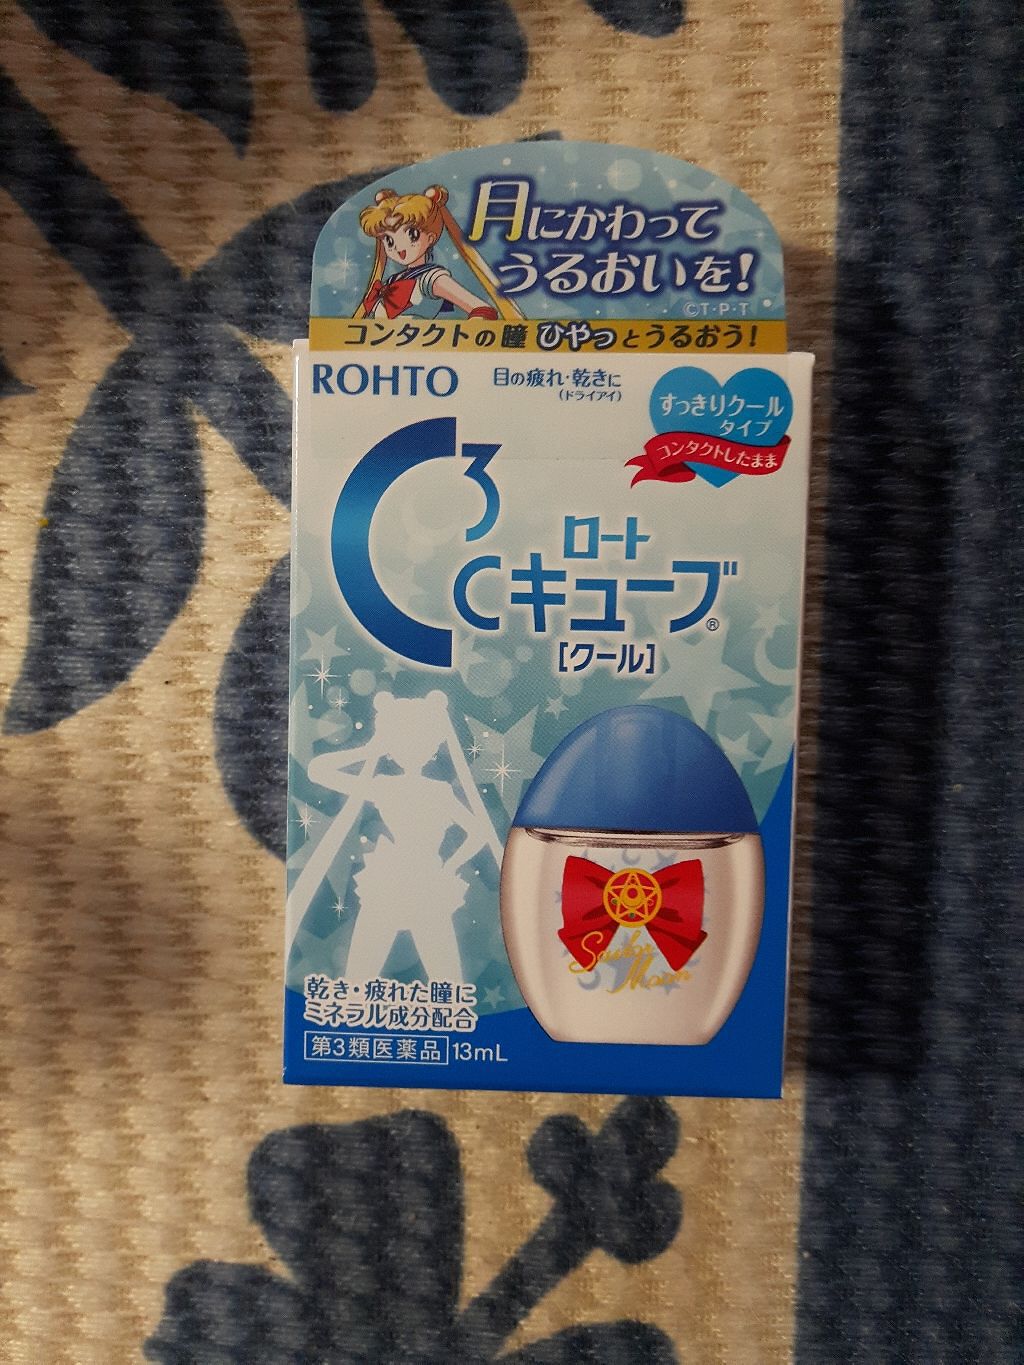 月にかわって
うるおいを!
©T・P・T
コンタクトの瞳 ひやっとうるおう!
ROHTO
目の疲れ・乾きに
(ドライアイ)
すっきりクール
タイプ
コンタクトしたまま
C3
ロート
Cキューブ®
[クール]
Sailor
Moon
乾き・疲れた瞳に
ミネラル成分配合
第3類医薬品 13mL